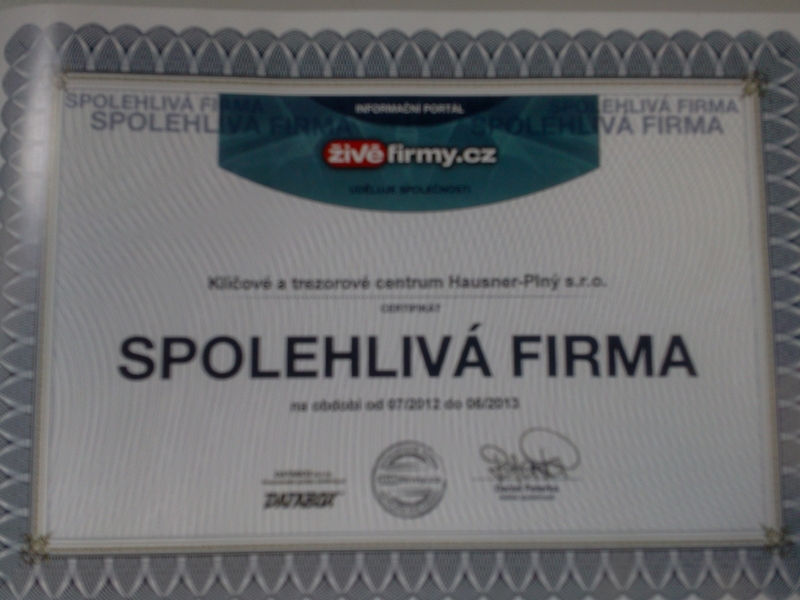 INFORMAČNÍ PORTÁL
SPOLEHLIVÁ FIRMA
SPOLEHLIVÁ FIRMA
SPOLEHLIVÁ FIRMA
SPOLEHLIVÁ FIRMA
živéfirmy.cz
UDĚLUJE SPOLEČNOSTI
Klíčové a trezorové centrum Hausner-Plný s.r.o.
CERTIFIKÁT
SPOLEHLIVÁ FIRMA
na období od 07/2012 do 06/2013
DATABOX